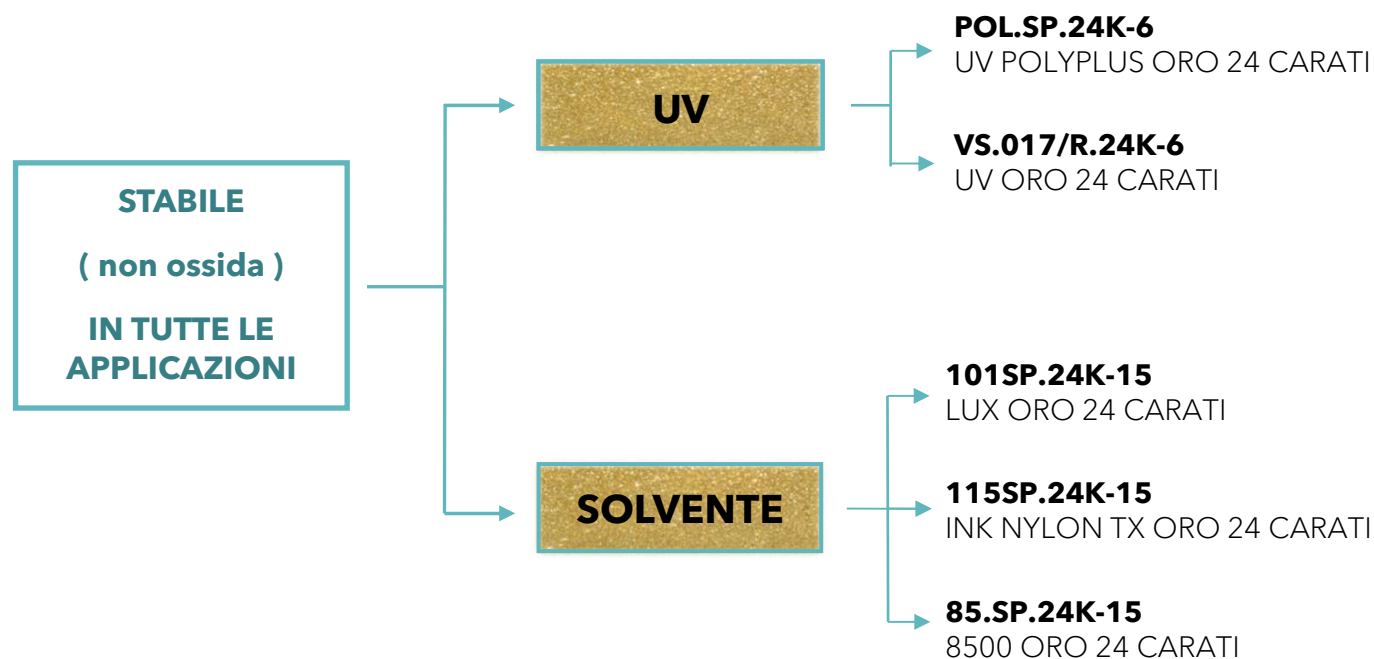 STABILE
( non ossida )
IN TUTTE LE
APPLICAZIONI
UV
POL.SP.24K-6
UV POLYPLUS ORO 24 CARATI
VS.017/R.24K-6
UV ORO 24 CARATI
SOLVENTE
101SP.24K-15
LUX ORO 24 CARATI
115SP.24K-15
INK NYLON TX ORO 24 CARATI
85.SP.24K-15
8500 ORO 24 CARATI